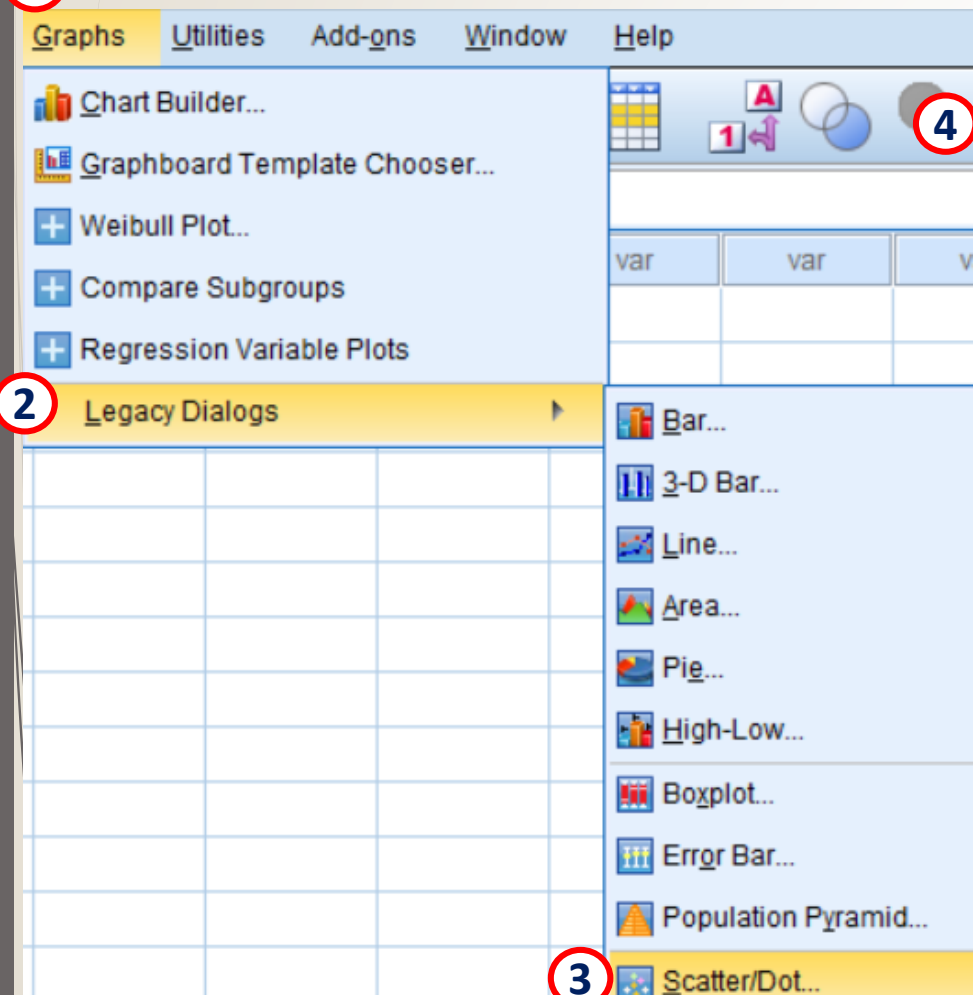 Graphs Utilities Add-ons Window Help
Chart Builder...
A
1
4
Graphboard Template Chooser...
Weibull Plot...
var var
Compare Subgroups
Regression Variable Plots
2 Legacy Dialogs
Bar...
3-D Bar...
Line...
Area...
Pie...
High-Low...
Boxplot...
Error Bar...
Population Pyramid...
3 Scatter/Dot...